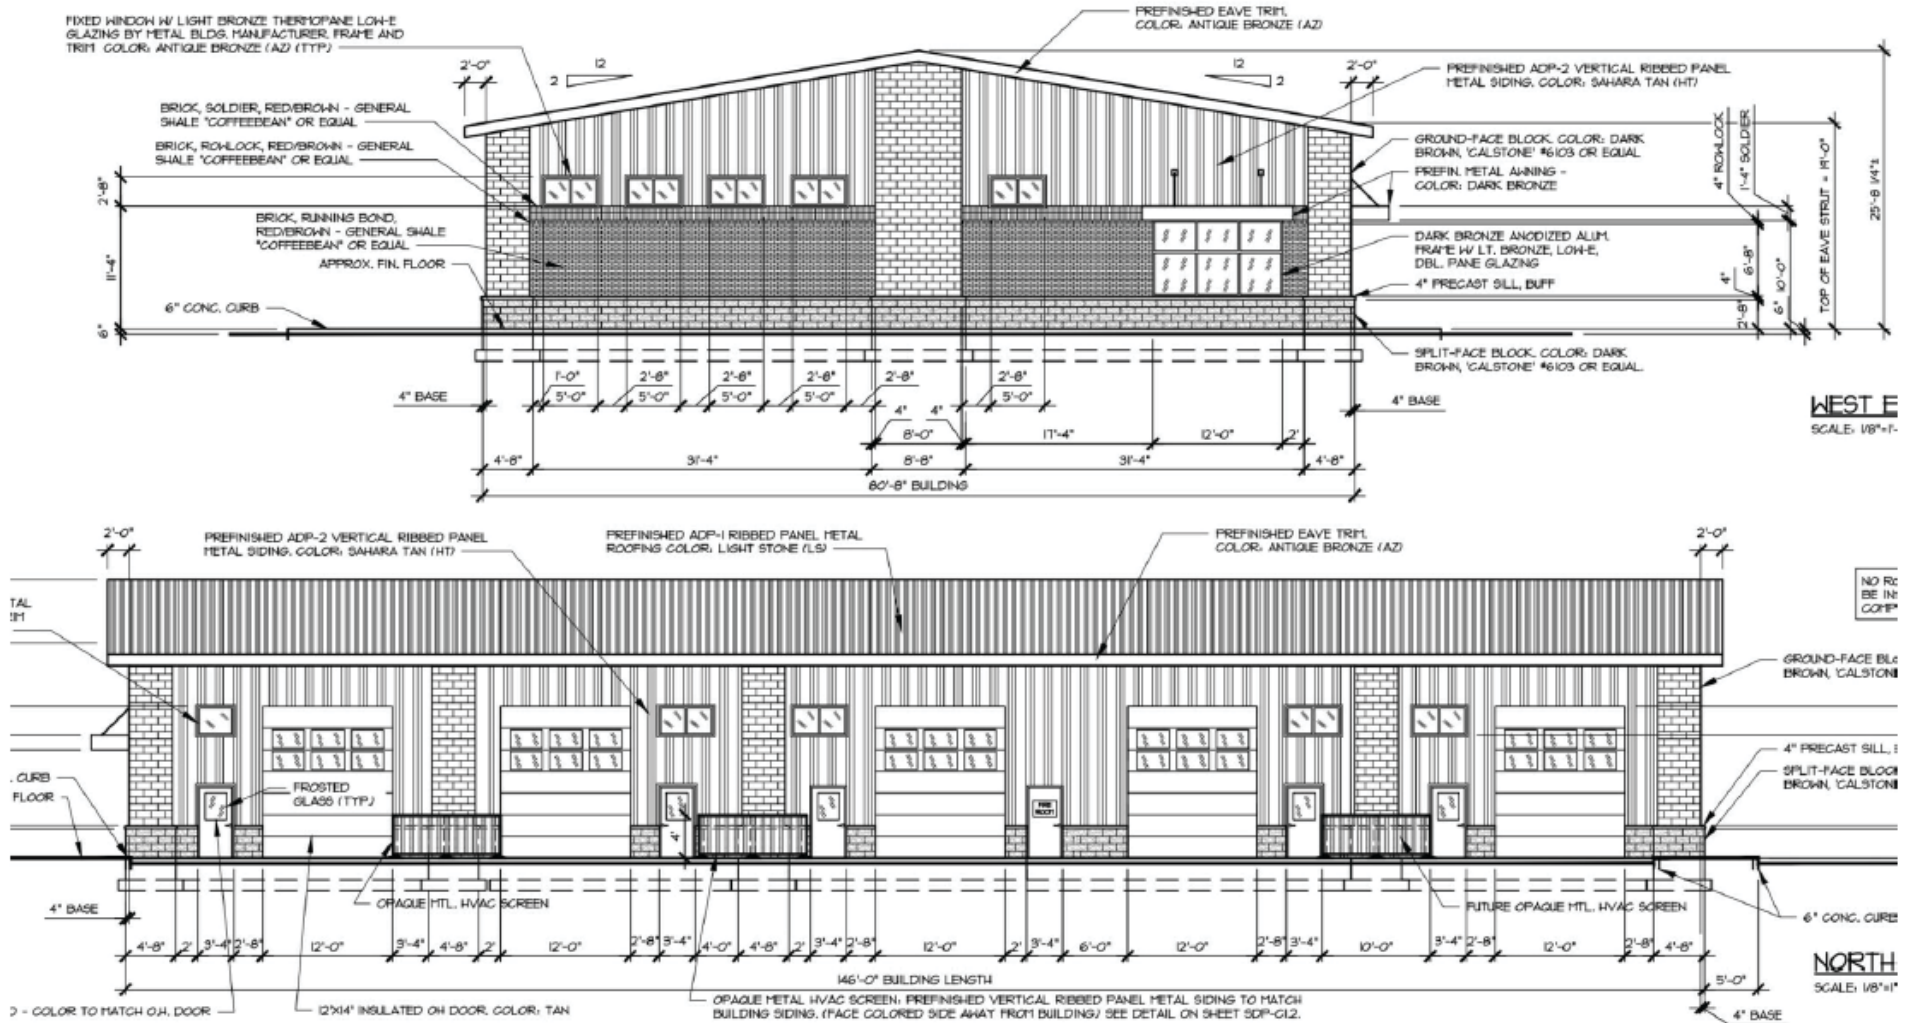 FIXED WINDOW W/ LIGHT BRONZE THERMOPANE LOW-E
GLAZING BY METAL BLDG. MANUFACTURER. FRAME AND
TRIM COLOR: ANTIQUE BRONZE (AZ) (TYP.)
PREFINISHED EAVE TRIM,
COLOR: ANTIQUE BRONZE (AZ)
2'-0"
12
2
12
2
2'-0"
PREFINISHED ADP-2 VERTICAL RIBBED PANEL
METAL SIDING. COLOR: SAHARA TAN (HT)
BRICK, SOLDIER, RED/BROWN - GENERAL
SHALE "COFFEEBEAN" OR EQUAL
BRICK, ROWLOCK, RED/BROWN - GENERAL
SHALE "COFFEEBEAN" OR EQUAL
GROUND-FACE BLOCK. COLOR: DARK
BROWN, 'CALSTONE' #6103 OR EQUAL
PREFIN. METAL AWNING -
COLOR: DARK BRONZE
4" ROWLOCK
1'-4" SOLDIER
TOP OF EAVE STRUT = 19'-0"
25'-8 1/4"±
2'-8"
11'-4"
6"
BRICK, RUNNING BOND,
RED/BROWN - GENERAL SHALE
"COFFEEBEAN" OR EQUAL
APPROX. FIN. FLOOR
6" CONC. CURB
DARK BRONZE ANODIZED ALUM.
FRAME W/ LT. BRONZE, LOW-E,
DBL. PANE GLAZING
4" PRECAST SILL, BUFF
6'-8"
4"
2'-8"
10'-0"
6"
SPLIT-FACE BLOCK. COLOR: DARK
BROWN, 'CALSTONE' #6103 OR EQUAL.
4" BASE
1'-0"
5'-0"
2'-8"
5'-0"
2'-8"
5'-0"
2'-8"
5'-0"
2'-8"
2'-8"
5'-0"
4" BASE
4"
4"
8'-0"
17'-4"
12'-0"
2'
4'-8"
31'-4"
8'-8"
31'-4"
4'-8"
80'-8" BUILDING
WEST E
SCALE: 1/8"=1'-
2'-0"
PREFINISHED ADP-2 VERTICAL RIBBED PANEL
METAL SIDING. COLOR: SAHARA TAN (HT)
PREFINISHED ADP-1 RIBBED PANEL METAL
ROOFING COLOR: LIGHT STONE (LS)
PREFINISHED EAVE TRIM,
COLOR: ANTIQUE BRONZE (AZ)
2'-0"
NO RO
BE IN
COMP
TAL
IM
GROUND-FACE BLO
BROWN, 'CALSTONE
. CURB
FLOOR
FROSTED
GLASS (TYP.)
4'
FIRE
ROOM
4" PRECAST SILL,
SPLIT-FACE BLOCK
BROWN, 'CALSTONE
4" BASE
OPAQUE MTL. HVAC SCREEN
FUTURE OPAQUE MTL. HVAC SCREEN
6" CONC. CURB
4'-8"
2'
3'-4"
2'-8"
12'-0"
3'-4"
4'-8"
2'
12'-0"
2'-8"
3'-4"
4'-0"
4'-8"
2'
3'-4"
2'-8"
12'-0"
2'
3'-4"
6'-0"
12'-0"
2'-8"
3'-4"
10'-0"
3'-4"
2'-8"
12'-0"
2'-8"
4'-8"
146'-0" BUILDING LENGTH
5'-0"
NORTH
SCALE: 1/8"=1'
4" BASE
- COLOR TO MATCH O.H. DOOR
12'X14' INSULATED OH DOOR. COLOR: TAN
OPAQUE METAL HVAC SCREEN: PREFINISHED VERTICAL RIBBED PANEL METAL SIDING TO MATCH
BUILDING SIDING. (FACE COLORED SIDE AWAY FROM BUILDING) SEE DETAIL ON SHEET SDP-C1.2.